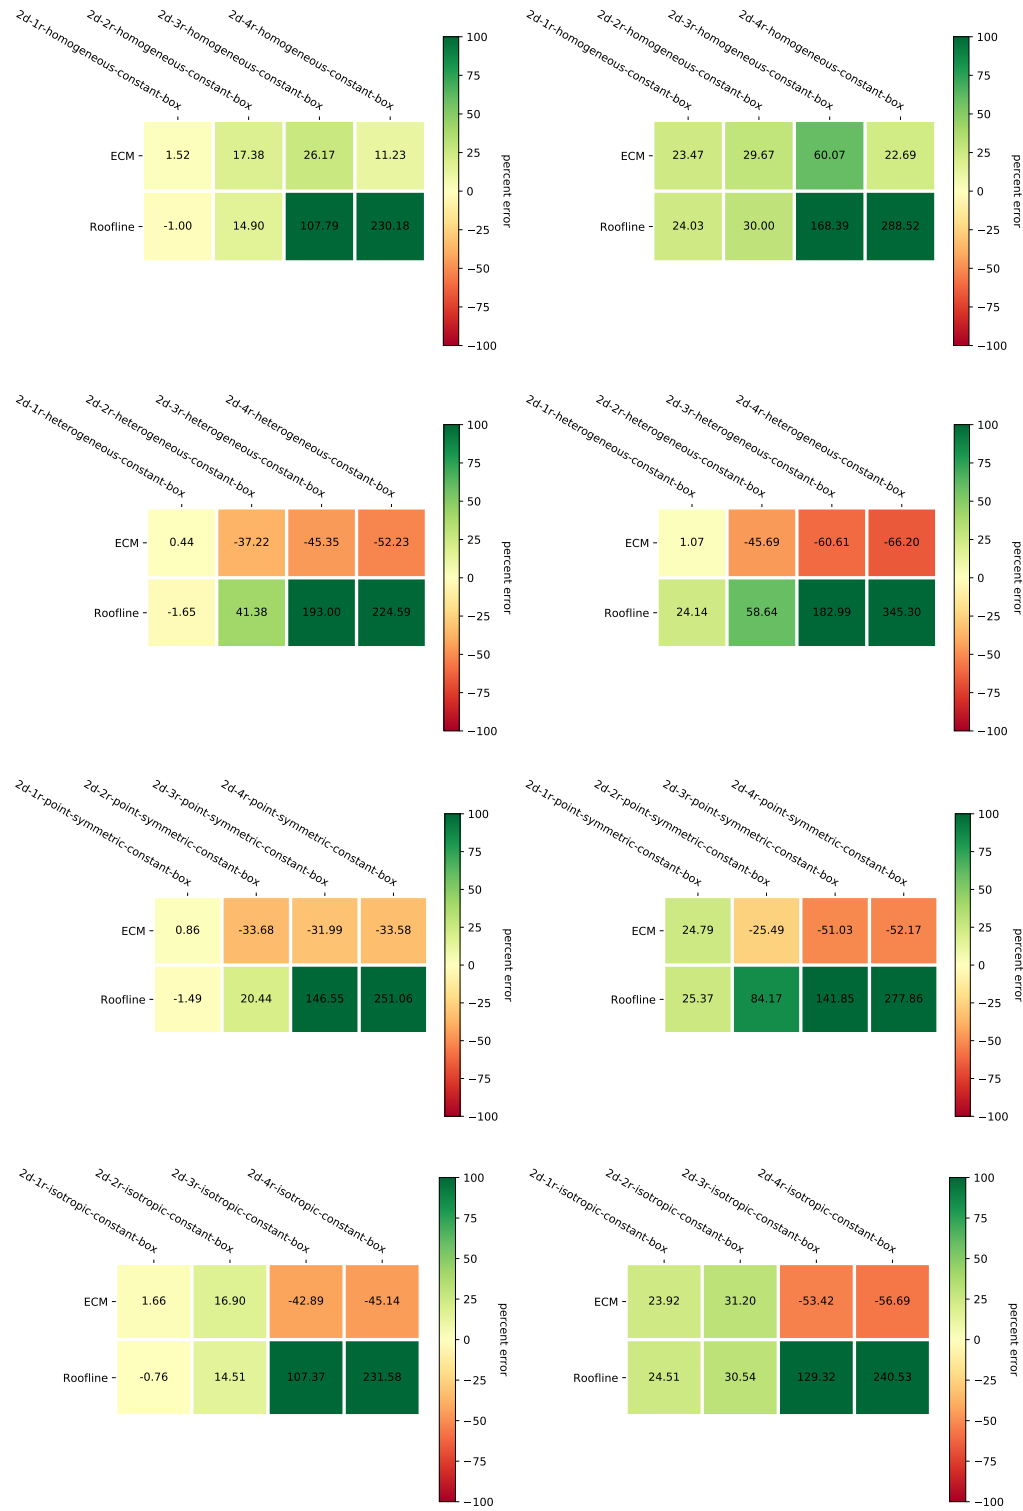 2d-1r-homogeneous-constant-box
2d-2r-homogeneous-constant-box
2d-3r-homogeneous-constant-box
2d-4r-homogeneous-constant-box
ECM 1.52 17.38 26.17 11.23
Roofline -1.00 14.90 107.79 230.18
100
75
50
25
0
−25
−50
−75
−100
percent error
2d-1r-homogeneous-constant-box
2d-2r-homogeneous-constant-box
2d-3r-homogeneous-constant-box
2d-4r-homogeneous-constant-box
ECM 23.47 29.67 60.07 22.69
Roofline 24.03 30.00 168.39 288.52
100
75
50
25
0
−25
−50
−75
−100
percent error
2d-1r-heterogeneous-constant-box
2d-2r-heterogeneous-constant-box
2d-3r-heterogeneous-constant-box
2d-4r-heterogeneous-constant-box
ECM 0.44 -37.22 -45.35 -52.23
Roofline -1.65 41.38 193.00 224.59
100
75
50
25
0
−25
−50
−75
−100
percent error
2d-1r-heterogeneous-constant-box
2d-2r-heterogeneous-constant-box
2d-3r-heterogeneous-constant-box
2d-4r-heterogeneous-constant-box
ECM 1.07 -45.69 -60.61 -66.20
Roofline 24.14 58.64 182.99 345.30
100
75
50
25
0
−25
−50
−75
−100
percent error
2d-1r-point-symmetric-constant-box
2d-2r-point-symmetric-constant-box
2d-3r-point-symmetric-constant-box
2d-4r-point-symmetric-constant-box
ECM 0.86 -33.68 -31.99 -33.58
Roofline -1.49 20.44 146.55 251.06
100
75
50
25
0
−25
−50
−75
−100
percent error
2d-1r-point-symmetric-constant-box
2d-2r-point-symmetric-constant-box
2d-3r-point-symmetric-constant-box
2d-4r-point-symmetric-constant-box
ECM 24.79 -25.49 -51.03 -52.17
Roofline 25.37 84.17 141.85 277.86
100
75
50
25
0
−25
−50
−75
−100
percent error
2d-1r-isotropic-constant-box
2d-2r-isotropic-constant-box
2d-3r-isotropic-constant-box
2d-4r-isotropic-constant-box
ECM 1.66 16.90 -42.89 -45.14
Roofline -0.76 14.51 107.37 231.58
100
75
50
25
0
−25
−50
−75
−100
percent error
2d-1r-isotropic-constant-box
2d-2r-isotropic-constant-box
2d-3r-isotropic-constant-box
2d-4r-isotropic-constant-box
ECM 23.92 31.20 -53.42 -56.69
Roofline 24.51 30.54 129.32 240.53
100
75
50
25
0
−25
−50
−75
−100
percent error